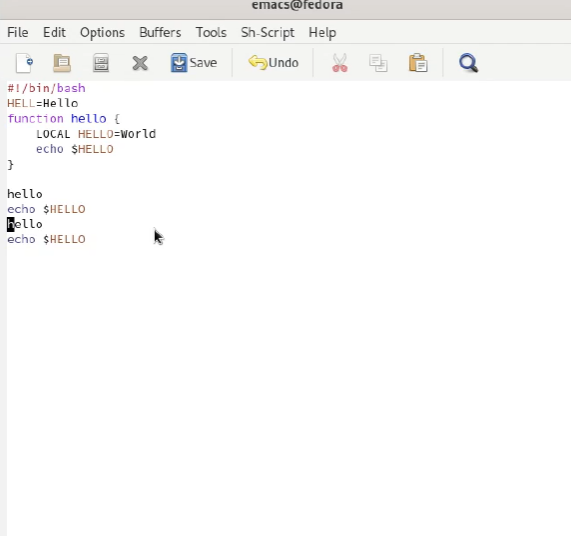 emacs@fedora
File Edit Options Buffers Tools Sh-Script Help
Save Undo
#!/bin/bash
HELL=Hello
function hello {
    LOCAL HELLO=World
    echo $HELLO
}
hello
echo $HELLO
hello
echo $HELLO